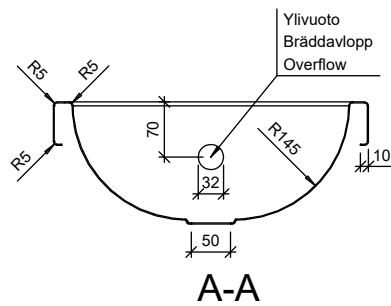 Ylivuoto
Bräddavlopp
Overflow
R5
R5
R5
70
R145
32
10
50
A-A